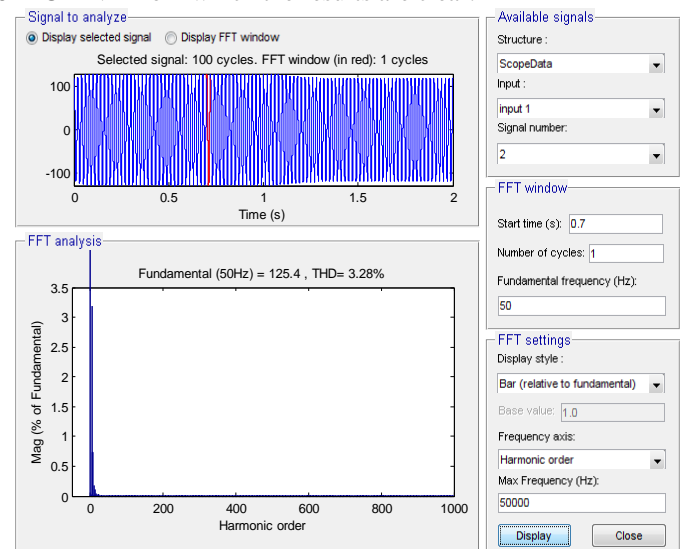 Signal to analyze
Display selected signal
Display FFT window
Selected signal: 100 cycles. FFT window (in red): 1 cycles
100
0
-100
0
0.5
1
1.5
2
Time (s)
FFT analysis
Fundamental (50Hz) = 125.4 , THD= 3.28%
3.5
3
2.5
2
1.5
1
0.5
0
Mag (% of Fundamental)
0
200
400
600
800
1000
Harmonic order
Available signals
Structure :
ScopeData
Input :
input 1
Signal number:
2
FFT window
Start time (s): 0.7
Number of cycles: 1
Fundamental frequency (Hz):
50
FFT settings
Display style :
Bar (relative to fundamental)
Base value: 1.0
Frequency axis:
Harmonic order
Max Frequency (Hz):
50000
Display
Close